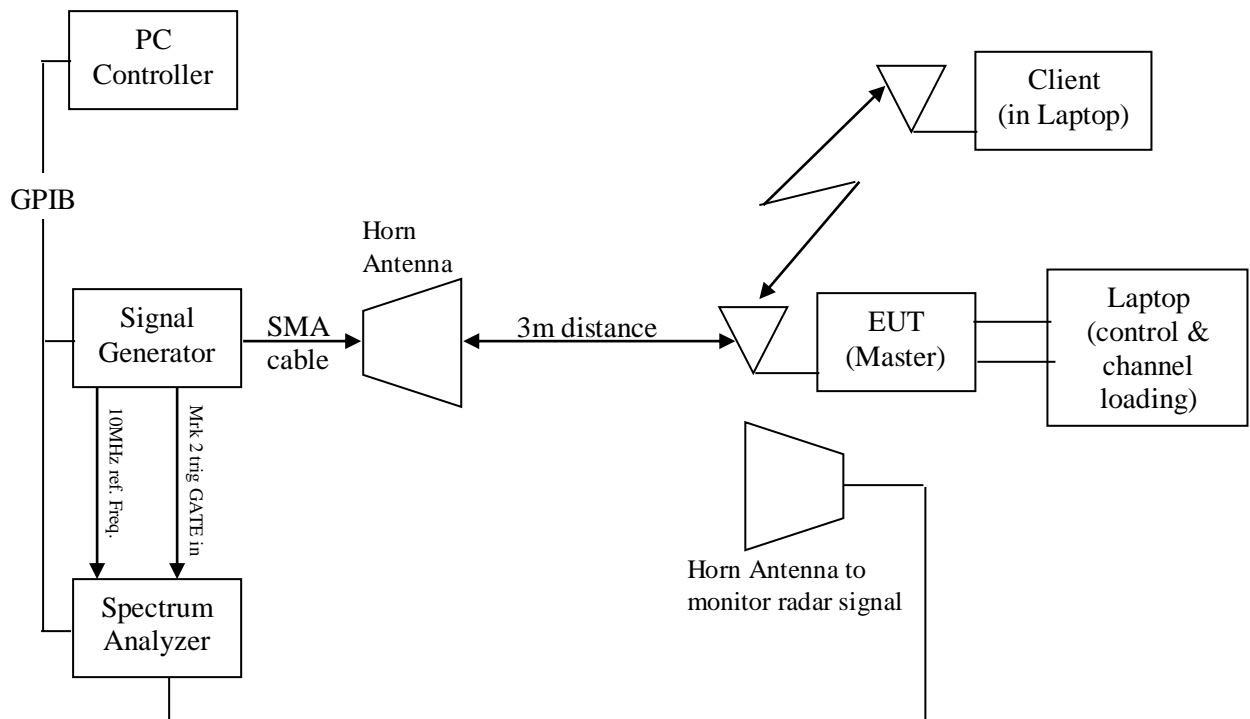 PC
Controller
Client
(in Laptop)
GPIB
Horn
Antenna
Signal
Generator
SMA
cable
3m distance
EUT
(Master)
Laptop
(control &
channel
loading)
10MHz ref. Freq.
Mrk 2 trig GATE in
Horn Antenna to
monitor radar signal
Spectrum
Analyzer